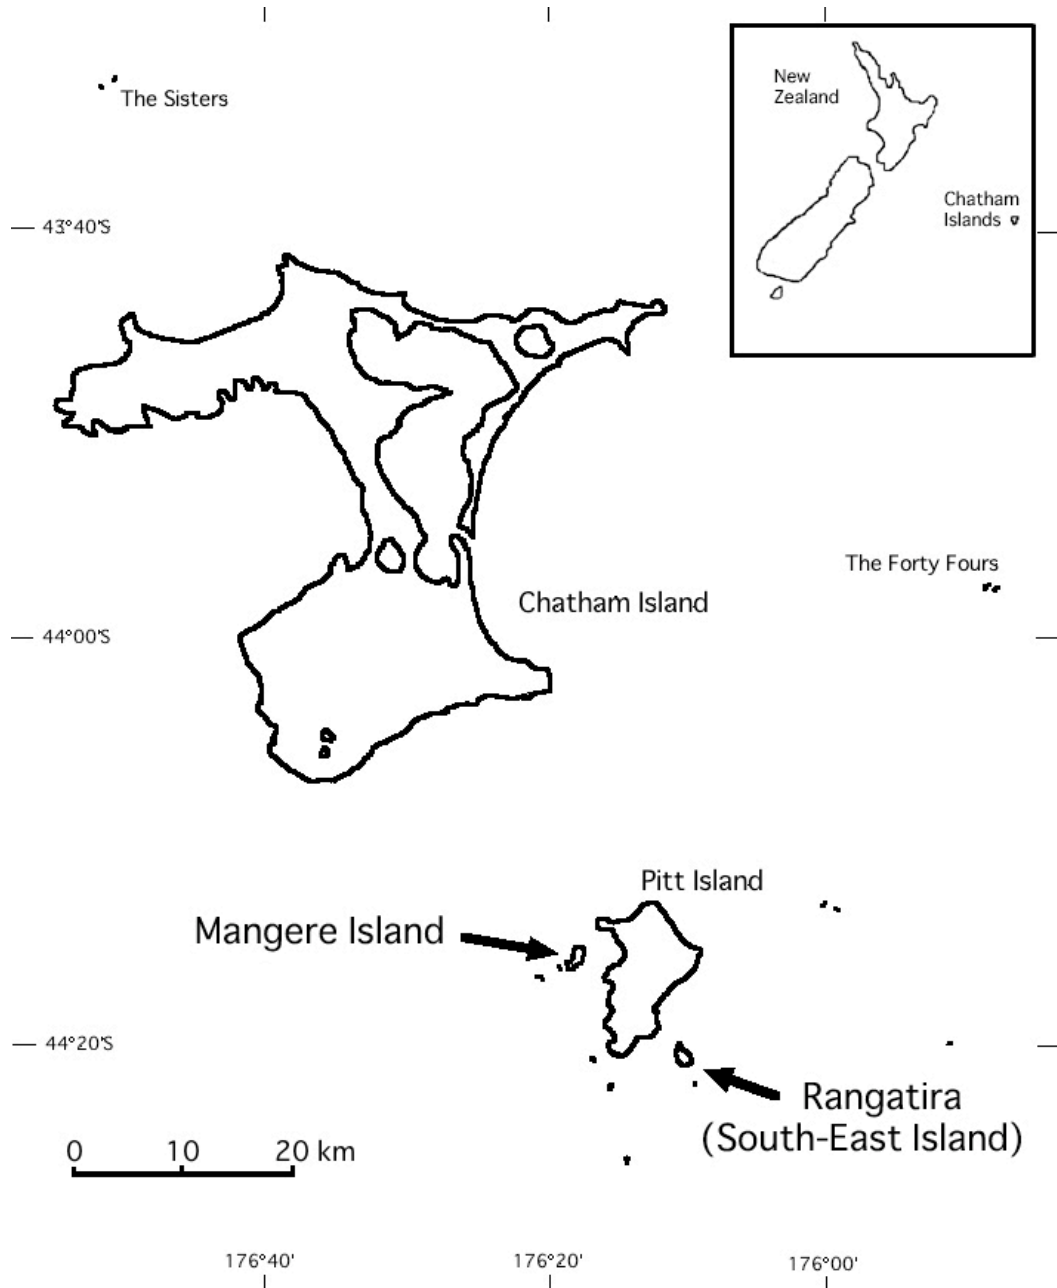 The Sisters
New
Zealand
Chatham
Islands
43°40'S
The Forty Fours
Chatham Island
44°00'S
Pitt Island
Mangere Island
44°20'S
Rangatira
(South-East Island)
0 10 20 km
176°40' 176°20' 176°00'